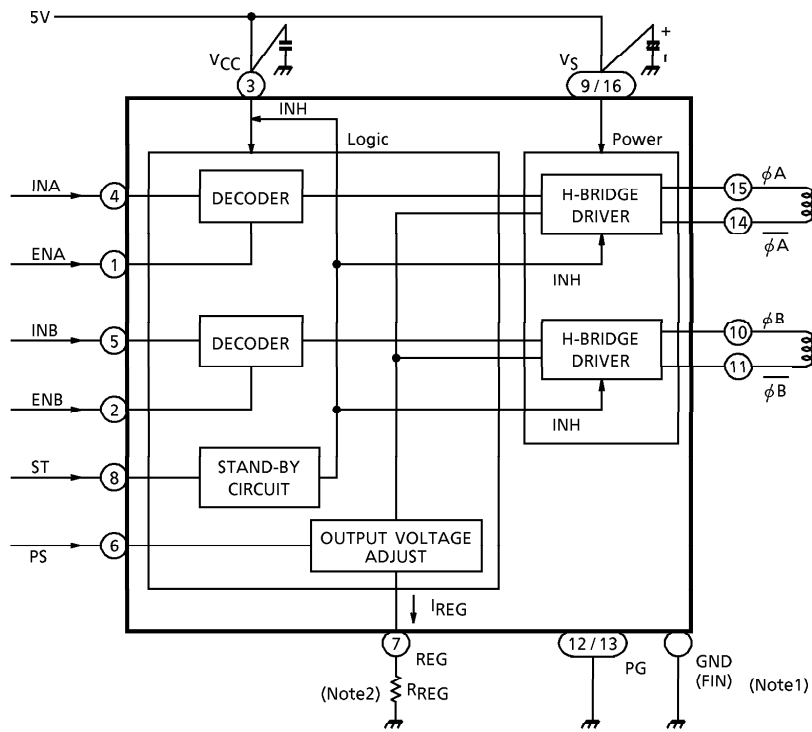 5V
VCC
3
+
VS
9 / 16
INH
Logic
Power
INA
4
DECODER
H-BRIDGE
DRIVER
15
ϕA
14
ϕA̅
ENA
1
INH
INB
5
DECODER
H-BRIDGE
DRIVER
10
ϕB
11
ϕB̅
ENB
2
INH
ST
8
STAND-BY
CIRCUIT
PS
6
OUTPUT VOLTAGE
ADJUST
IREG
7
REG
12 / 13
PG
GND
(FIN)
(Note1)
(Note2)
RREG